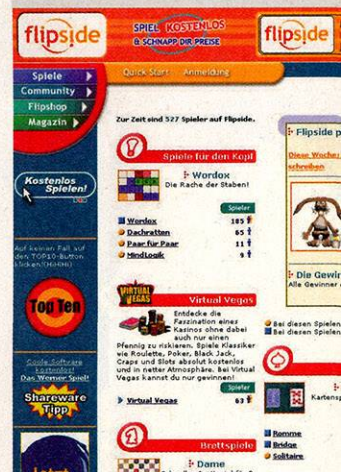 flipside
SPIEL KOSTENLOS
& SCHNAPP DIR PREISE
flipside
Spiele
Community
Flipshop
Magazin
Quick Start Anmeldung
Zur Zeit sind 527 Spieler auf Flipside.
Spiele für den Kopf
Wordox
Die Rache der Staben!
Spieler
Wordox 185
Dachratten 65
Paar für Paar 11
MindLogik 9
Kostenlos
Spielen!
Auf keinen Fall auf
den TOP10-Button
klicken!
Top Ten
Coole Software
kostenlos!
Das Werner Spiel!
Shareware
Tipp
VIRTUAL
VEGAS
Virtual Vegas
Entdecke die
Faszination eines
Kasinos ohne dabei
auch nur einen
Pfennig zu riskieren. Spiele Klassiker
wie Roulette, Poker, Black Jack,
Craps und Slots absolut kostenlos
und in netter Atmosphäre. Bei Virtual
Vegas kannst du nur gewinnen!
Spieler
Virtual Vegas 63
Brettspiele
Dame
Flipside p
Diese Woche:
schreiben
Die Gewin
Alle Gewinner
Bei diesen Spielen
Bei diesen Spielen
Kartensp
Romme
Bridge
Solitaire